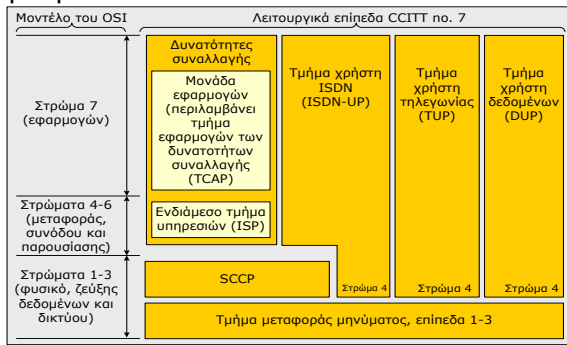 Μοντέλο του OSI
Λειτουργικά επίπεδα CCITT no. 7
Στρώμα 7
(εφαρμογών)
Στρώματα 4-6
(μεταφοράς,
συνόδου και
παρουσίασης)
Στρώματα 1-3
(φυσικό, ζεύξης
δεδομένων και
δικτύου)
Δυνατότητες
συναλλαγής
Μονάδα
εφαρμογών
(περιλαμβάνει
τμήμα
εφαρμογών των
δυνατοτήτων
συναλλαγής
(TCAP)
Ενδιάμεσο τμήμα
υπηρεσιών (ISP)
Τμήμα χρήστη
ISDN
(ISDN-UP)
Τμήμα
χρήστη
τηλεγωνίας
(TUP)
Τμήμα
χρήστη
δεδομένων
(DUP)
SCCP
Στρώμα 4
Στρώμα 4
Στρώμα 4
Τμήμα μεταφοράς μηνύματος, επίπεδα 1-3